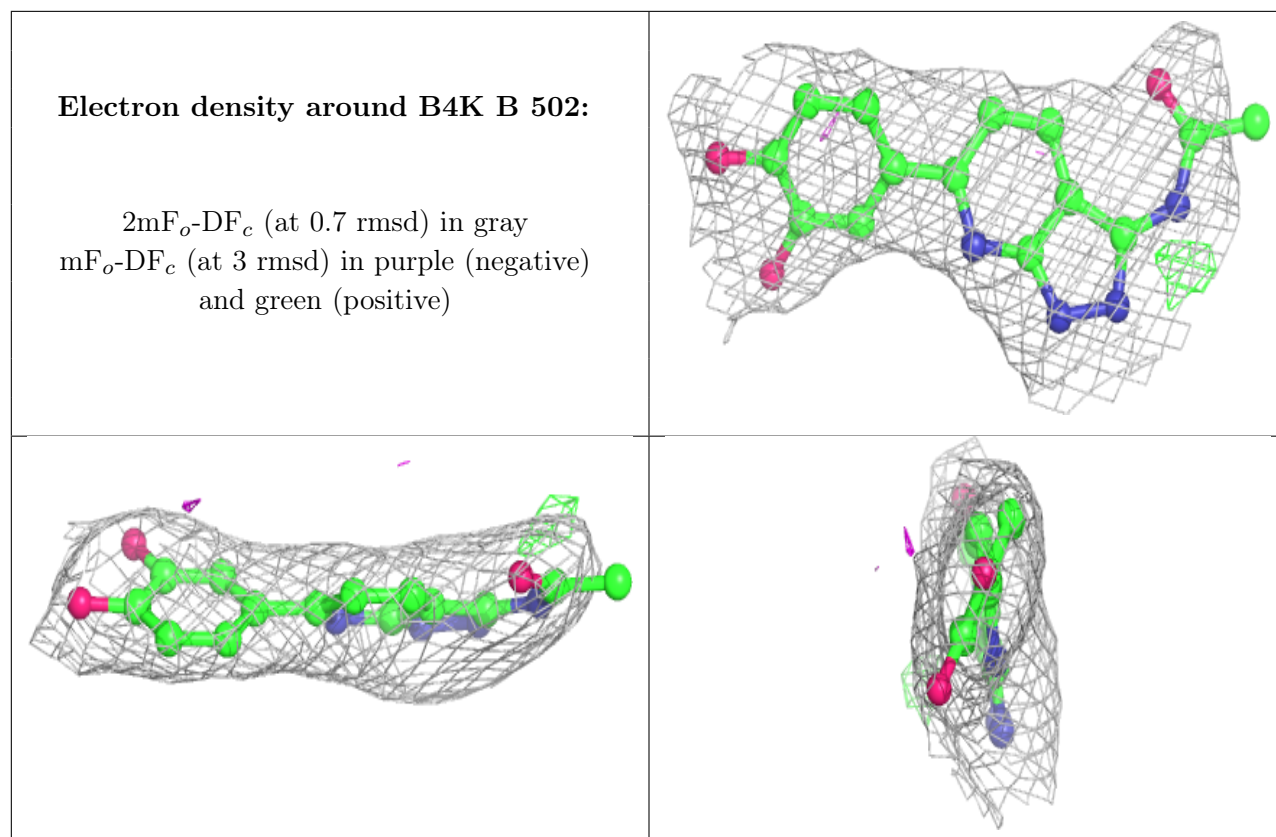 Electron density around B4K B 502:
2mFo-DFc (at 0.7 rmsd) in gray
mFo-DFc (at 3 rmsd) in purple (negative)
and green (positive)